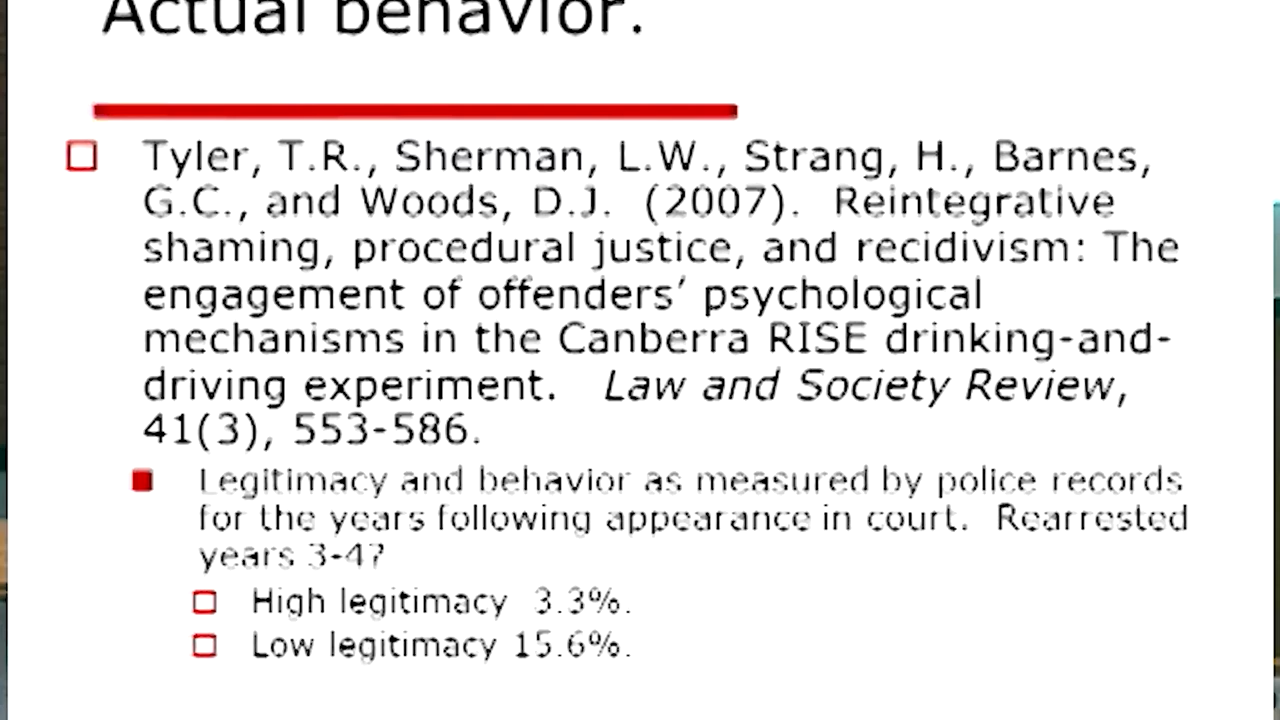 Actual behavior.
Tyler, T.R., Sherman, L.W., Strang, H., Barnes,
G.C., and Woods, D.J. (2007). Reintegrative
shaming, procedural justice, and recidivism: The
engagement of offenders’ psychological
mechanisms in the Canberra RISE drinking-and-
driving experiment. Law and Society Review,
41(3), 553-586.
Legitimacy and behavior as measured by police records
for the years following appearance in court. Rearrested
years 3-4?
High legitimacy 3.3%.
Low legitimacy 15.6%.